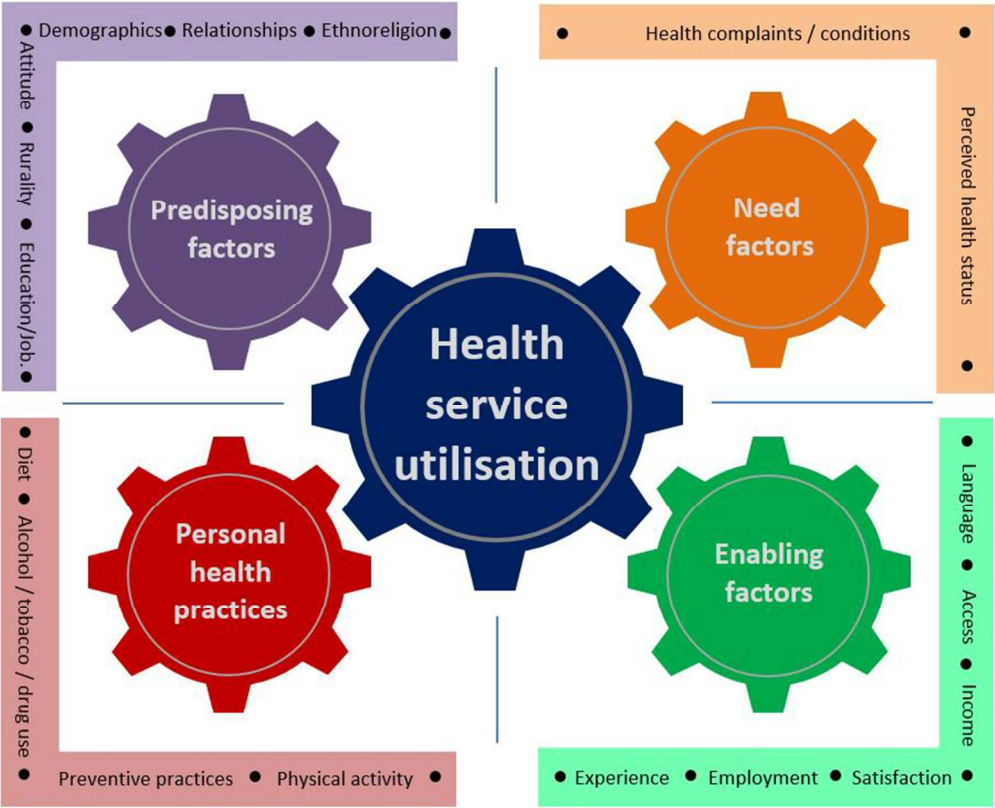 ● Demographics ● Relationships ● Ethnoreligion ●
Attitude ● Rurality ● Education/Job. ●
Predisposing
factors
● Health complaints / conditions ●
Perceived health status ●
Need
factors
Health
service
utilisation
● Diet ● Alcohol / tobacco / drug use ●
Preventive practices ● Physical activity ●
Personal
health
practices
● Language ● Access ● Income
● Experience ● Employment ● Satisfaction ●
Enabling
factors